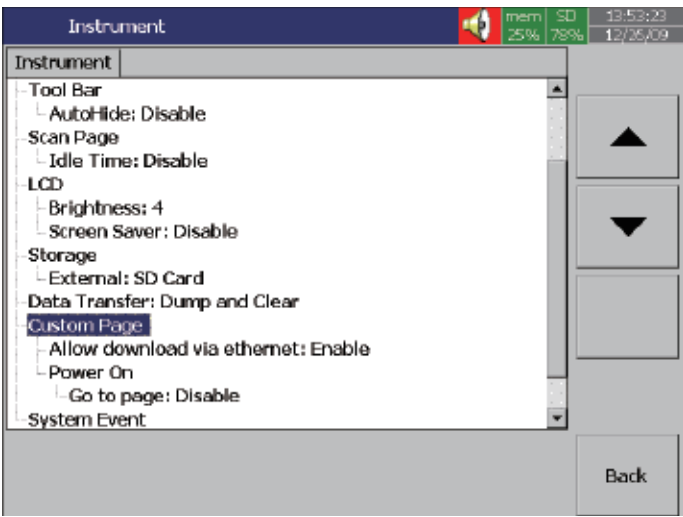 Instrument
mem SD 13:53:23
25% 78% 12/25/09
Instrument
Tool Bar
AutoHide: Disable
Scan Page
Idle Time: Disable
LCD
Brightness: 4
Screen Saver: Disable
Storage
External: SD Card
Data Transfer: Dump and Clear
Custom Page
Allow download via ethernet: Enable
Power On
Go to page: Disable
System Event
Back